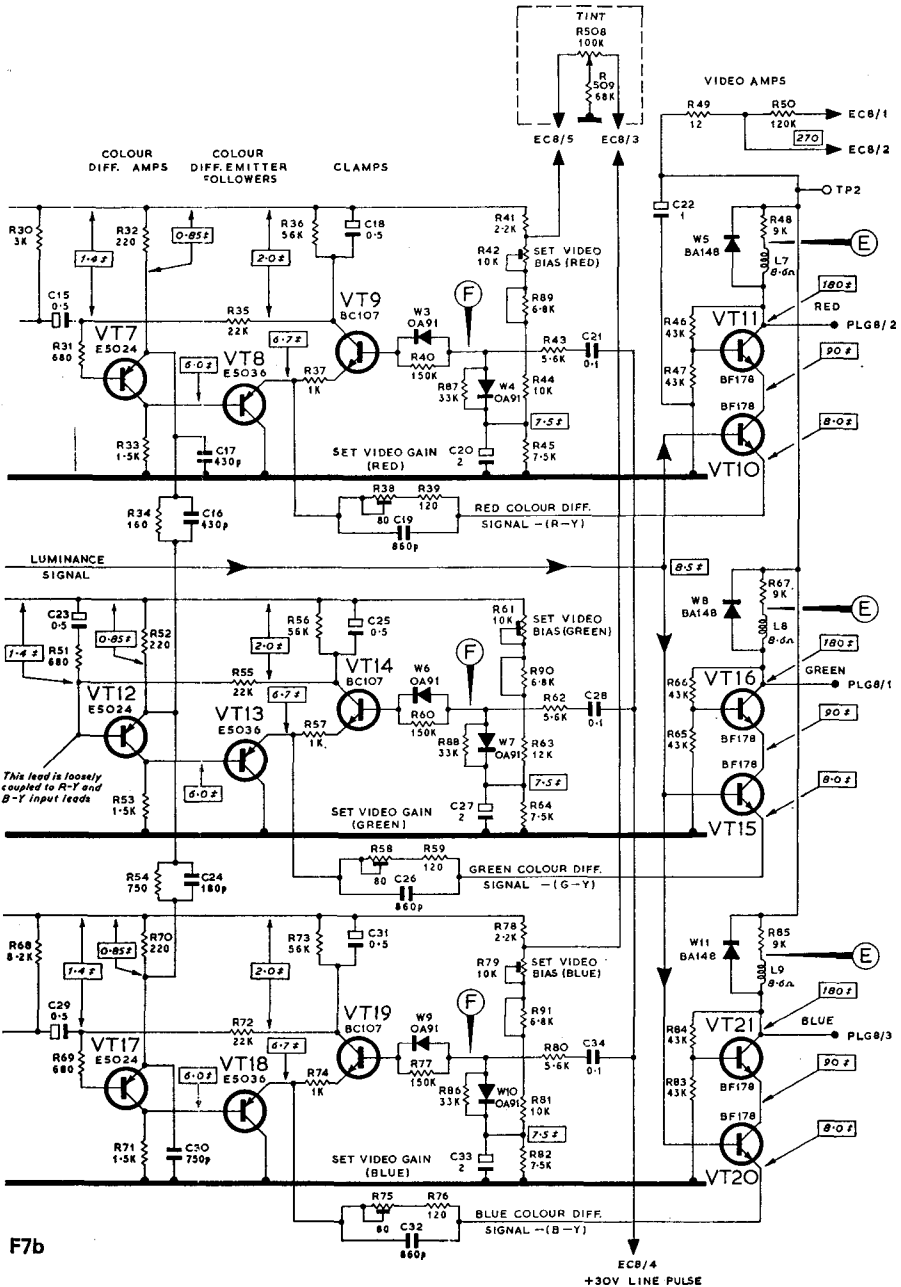 TINT
R508
100K
R
509
68K
VIDEO AMPS
R49
12
R50
120K
EC8/1
270
EC8/2
EC8/5
EC8/3
COLOUR
DIFF. AMPS
COLOUR
DIFF. EMITTER
FOLLOWERS
CLAMPS
TP2
R30
3K
1·4‡
R32
220
0·85‡
2·0‡
R36
56K
C18
0·5
R41
2·2K
R42
10K
SET VIDEO
BIAS (RED)
C22
1
W5
BA148
R48
9K
E
L7
8·6Ω
180‡
RED
PLG8/2
C15
0·5
R31
680
R35
22K
VT7
E5024
VT8
E5036
6·0‡
6·7‡
R37
1K
VT9
BC107
W3
OA91
R40
150K
F
R89
6·8K
R43
5·6K
C21
0·1
R87
33K
W4
OA91
R44
10K
7·5‡
R45
7·5K
C20
2
R46
43K
R47
43K
VT11
BF178
90‡
BF178
8·0‡
VT10
R33
1·5K
C17
430p
SET VIDEO GAIN
(RED)
R34
160
C16
430p
R38
80
R39
120
C19
860p
RED COLOUR DIFF.
SIGNAL –(R–Y)
LUMINANCE
SIGNAL
8·5‡
C23
0·5
1·4‡
R51
680
0·85‡
R52
220
2·0‡
R56
56K
C25
0·5
R61
10K
SET VIDEO
BIAS (GREEN)
W8
BA148
R67
9K
E
L8
8·6Ω
180‡
GREEN
PLG8/1
R55
22K
VT12
E5024
VT13
E5036
6·7‡
R57
1K
VT14
BC107
W6
OA91
R60
150K
F
R90
6·8K
R62
5·6K
C28
0·1
R88
33K
W7
OA91
R63
12K
7·5‡
R64
7·5K
C27
2
R66
43K
R65
43K
VT16
BF178
90‡
BF178
8·0‡
VT15
This lead is loosely
coupled to R-Y and
B-Y input leads
R53
1·5K
6·0‡
SET VIDEO GAIN
(GREEN)
R54
750
C24
180p
R58
80
R59
120
C26
860p
GREEN COLOUR DIFF.
SIGNAL –(G–Y)
R68
8·2K
1·4‡
0·85‡
R70
220
2·0‡
R73
56K
C31
0·5
R78
2·2K
R79
10K
SET VIDEO
BIAS (BLUE)
W11
BA148
R85
9K
E
L9
8·6Ω
180‡
BLUE
PLG8/3
C29
0·5
R69
680
R72
22K
VT17
E5024
VT18
E5036
6·0‡
6·7‡
R74
1K
VT19
BC107
W9
OA91
R77
150K
F
R91
6·8K
R80
5·6K
C34
0·1
R86
33K
W10
OA91
R81
10K
7·5‡
R82
7·5K
C33
2
R84
43K
R83
43K
VT21
BF178
90‡
BF178
8·0‡
VT20
R71
1·5K
C30
750p
SET VIDEO GAIN
(BLUE)
R75
80
R76
120
C32
860p
BLUE COLOUR DIFF.
SIGNAL –(B–Y)
F7b
EC8/4
+30V LINE PULSE